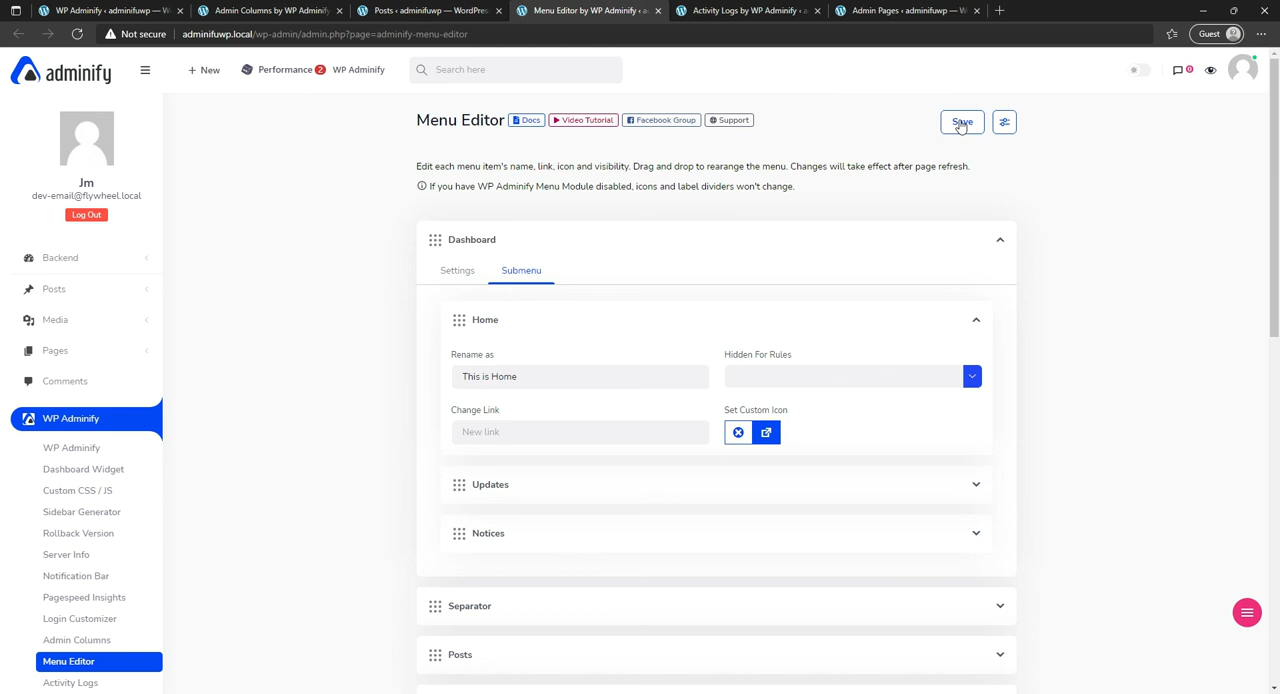 WP Adminify ‹ adminifuwp — W
Admin Columns by WP Adminify
Posts ‹ adminifuwp — WordPres
Menu Editor by WP Adminify ‹ a
Activity Logs by WP Adminify ‹ a
Admin Pages ‹ adminifuwp — W
Not secure
adminifuwp.local/wp-admin/admin.php?page=adminify-menu-editor
Guest
adminify
+ New
Performance 2
WP Adminify
Search here
0
Jm
dev-email@flywheel.local
Log Out
Backend
Posts
Media
Pages
Comments
WP Adminify
WP Adminify
Dashboard Widget
Custom CSS / JS
Sidebar Generator
Rollback Version
Server Info
Notification Bar
Pagespeed Insights
Login Customizer
Admin Columns
Menu Editor
Activity Logs
Menu Editor
Docs
Video Tutorial
Facebook Group
Support
Save
Edit each menu item's name, link, icon and visibility. Drag and drop to rearrange the menu. Changes will take effect after page refresh.
If you have WP Adminify Menu Module disabled, icons and label dividers won't change.
Dashboard
Settings
Submenu
Home
Rename as
Hidden For Rules
This is Home
Change Link
Set Custom Icon
New link
Updates
Notices
Separator
Posts